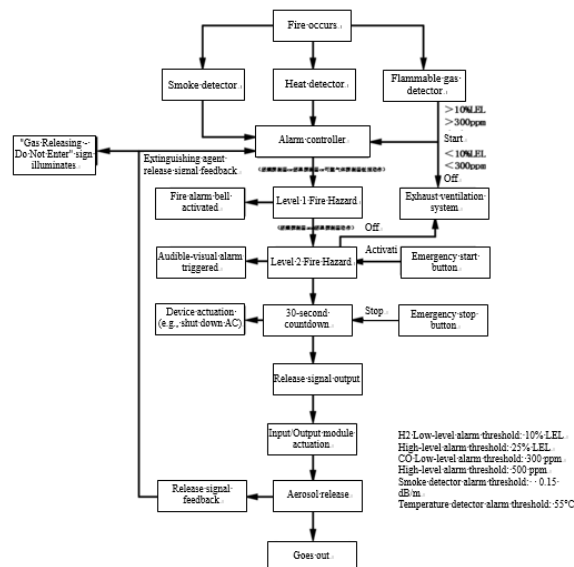 Fire occurs
Smoke detector
Heat detector
Flammable gas
detector
>10%LEL
>300ppm
Start
<10%LEL
<300ppm
Off
"Gas Releasing -
Do Not Enter" sign
illuminates
Alarm controller
Extinguishing agent
release signal feedback
Fire alarm bell
activated
Level 1 Fire Hazard
Exhaust ventilation
system
Off
Audible-visual alarm
triggered
Level 2 Fire Hazard
Activati
Emergency start
button
Device actuation
(e.g., shut down AC)
30-second
countdown
Stop
Emergency stop
button
Release signal output
Input/Output module
actuation
H2 Low-level alarm threshold: 10% LEL
High-level alarm threshold: 25% LEL
CO Low-level alarm threshold: 300 ppm
High-level alarm threshold: 500 ppm
Smoke detector alarm threshold: 0.15
dB/m
Temperature detector alarm threshold: 55°C
Release signal
feedback
Aerosol release
Goes out